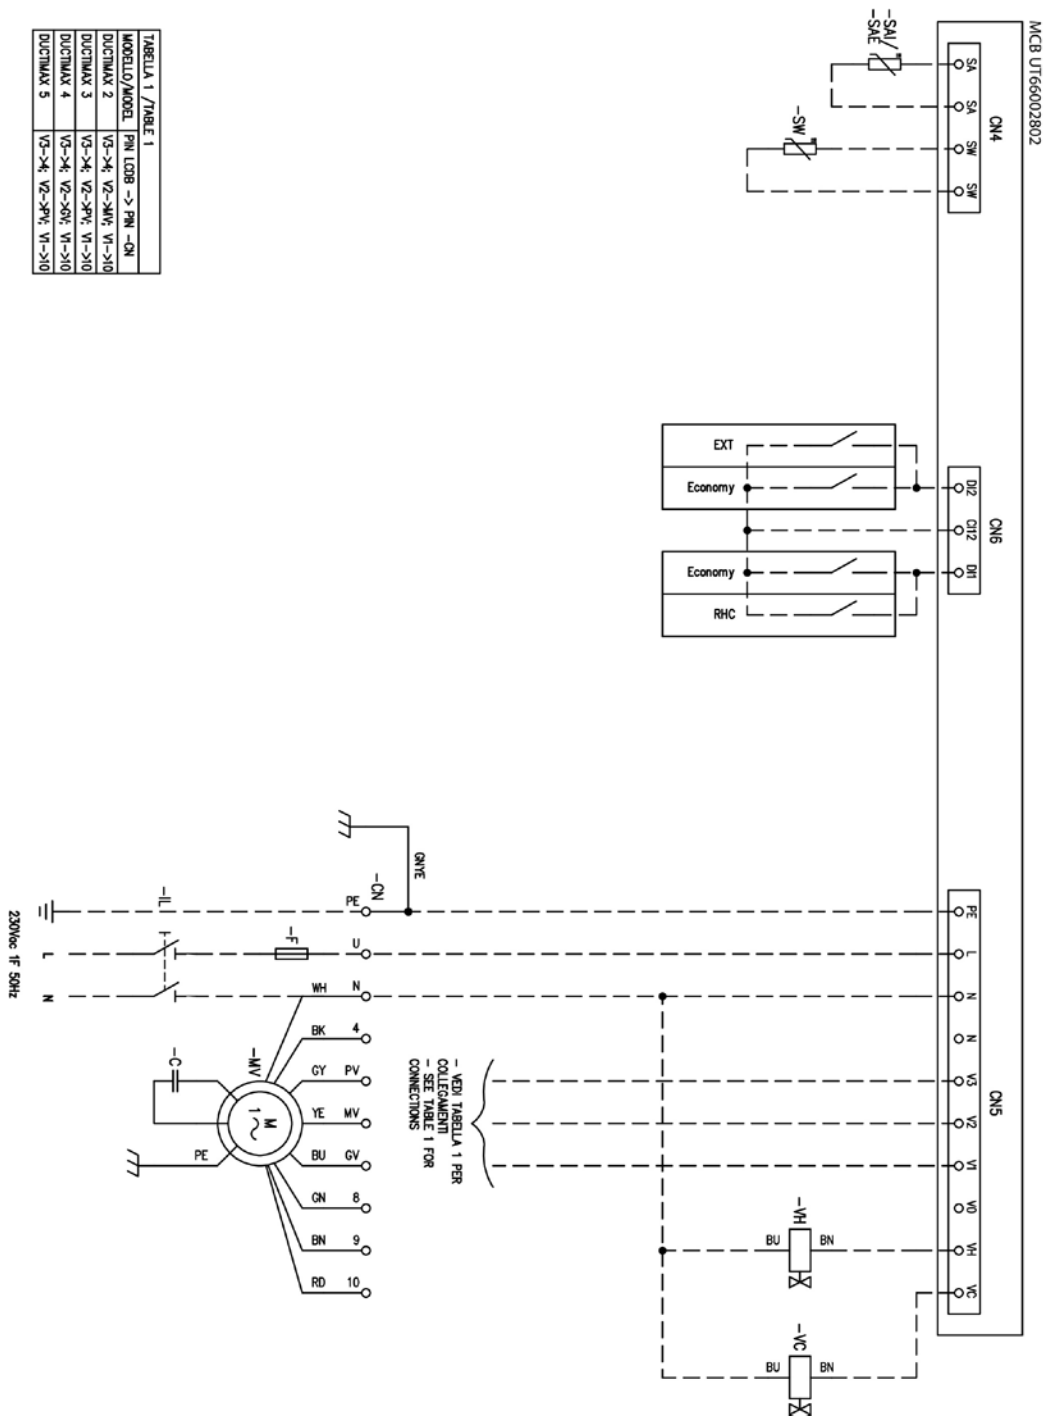 MCB UT66002802
CN4
SA
SA
SW
SW
-SAI/
-SAE
-SW
CN6
DI2
CI12
DI1
EXT
Economy
Economy
RHC
CN5
PE
L
N
N
V3
V2
V1
V0
VH
VC
-VH
BU
BN
-VC
BU
BN
- VEDI TABELLA 1 PER
COLLEGAMENTI
- SEE TABLE 1 FOR
CONNECTIONS
GNYE
-CN
PE
U
N
4
PV
MV
GV
8
9
10
WH
BK
GY
YE
BU
GN
BN
RD
-IL
-F
-MV
M
1
-C
PE
L
N
230Vac 1F 50Hz
TABELLA 1 /TABLE 1
MODELLO/MODEL PIN LCDB -> PIN -CN
DUCTIMAX 2 V3->4; V2->MV; V1->10
DUCTIMAX 3 V3->4; V2->PV; V1->10
DUCTIMAX 4 V3->4; V2->GV; V1->10
DUCTIMAX 5 V3->4; V2->PV; V1->10